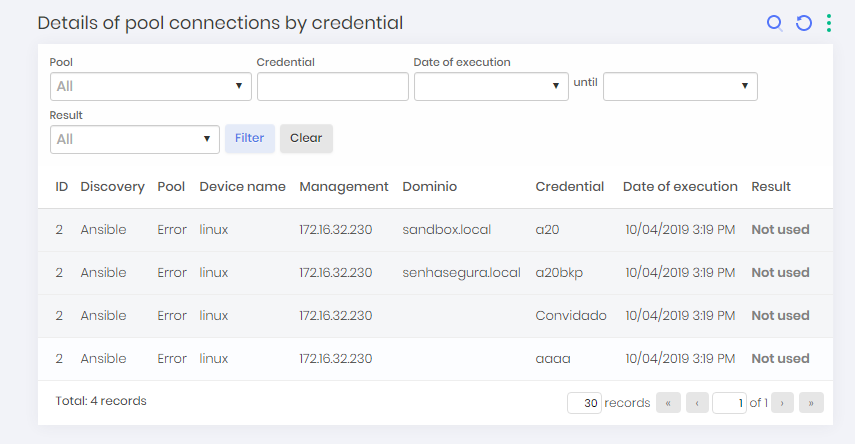 Details of pool connections by credential
Pool Credential Date of execution
All until
Result
All Filter Clear
ID Discovery Pool Device name Management Dominio Credential Date of execution Result
2 Ansible Error linux 172.16.32.230 sandbox.local a20 10/04/2019 3:19 PM Not used
2 Ansible Error linux 172.16.32.230 senhasegura.local a20bkp 10/04/2019 3:19 PM Not used
2 Ansible Error linux 172.16.32.230 Convidado 10/04/2019 3:19 PM Not used
2 Ansible Error linux 172.16.32.230 aaaa 10/04/2019 3:19 PM Not used
Total: 4 records 30 records « ‹ 1 of 1 › »